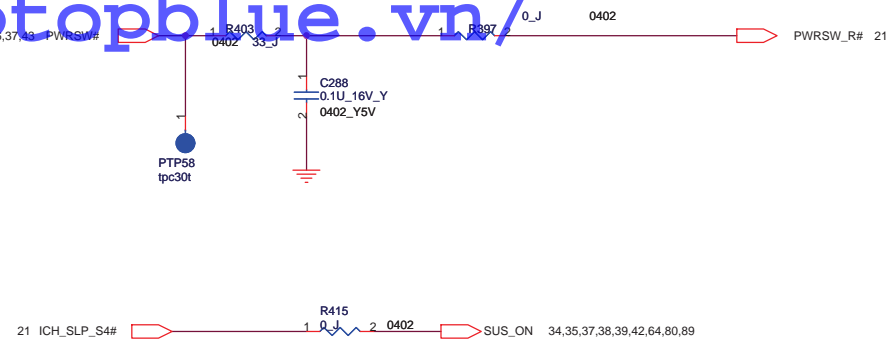 otopblue.vn/
0_J 0402
,37,43 PWRSW# 1 R403 2 1 R397 2 PWRSW_R# 21
0402 33_J
1 C288
0.1U_16V_Y
2 0402_Y5V
1
PTP58
tpc30t
R415
21 ICH_SLP_S4# 1 0_J 2 0402 SUS_ON 34,35,37,38,39,42,64,80,89